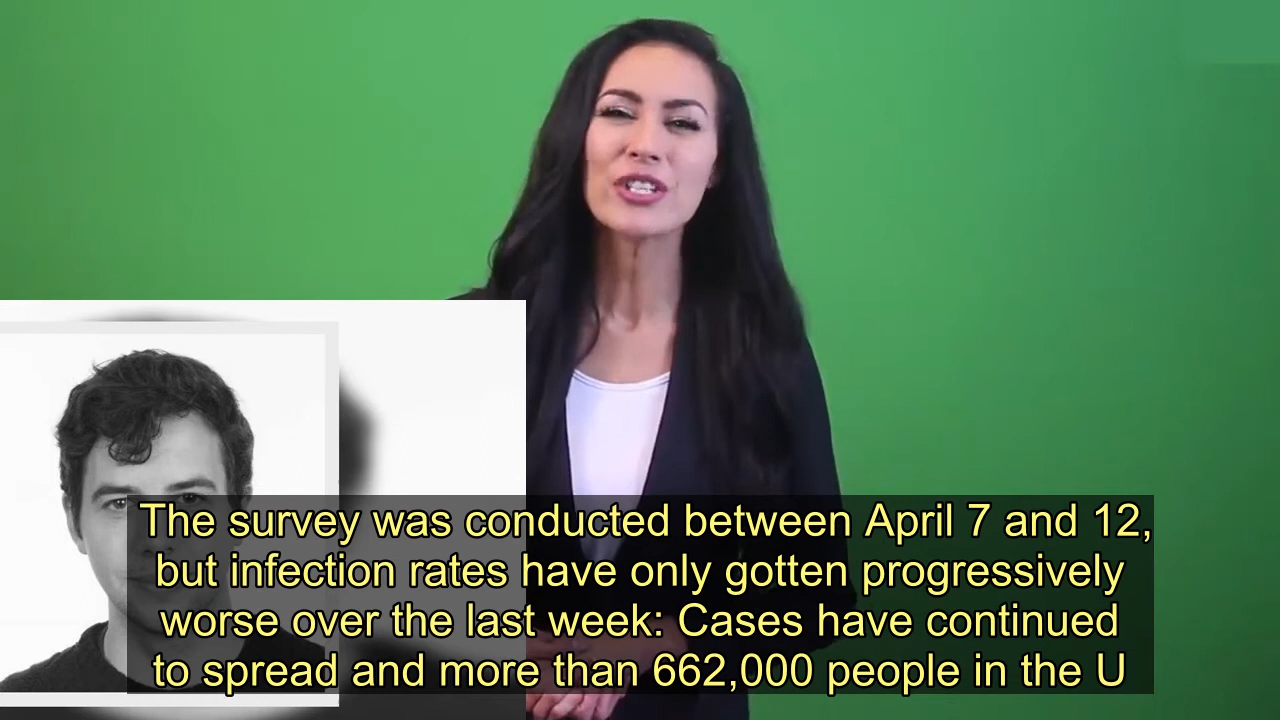 The survey was conducted between April 7 and 12,
but infection rates have only gotten progressively
worse over the last week: Cases have continued
to spread and more than 662,000 people in the U